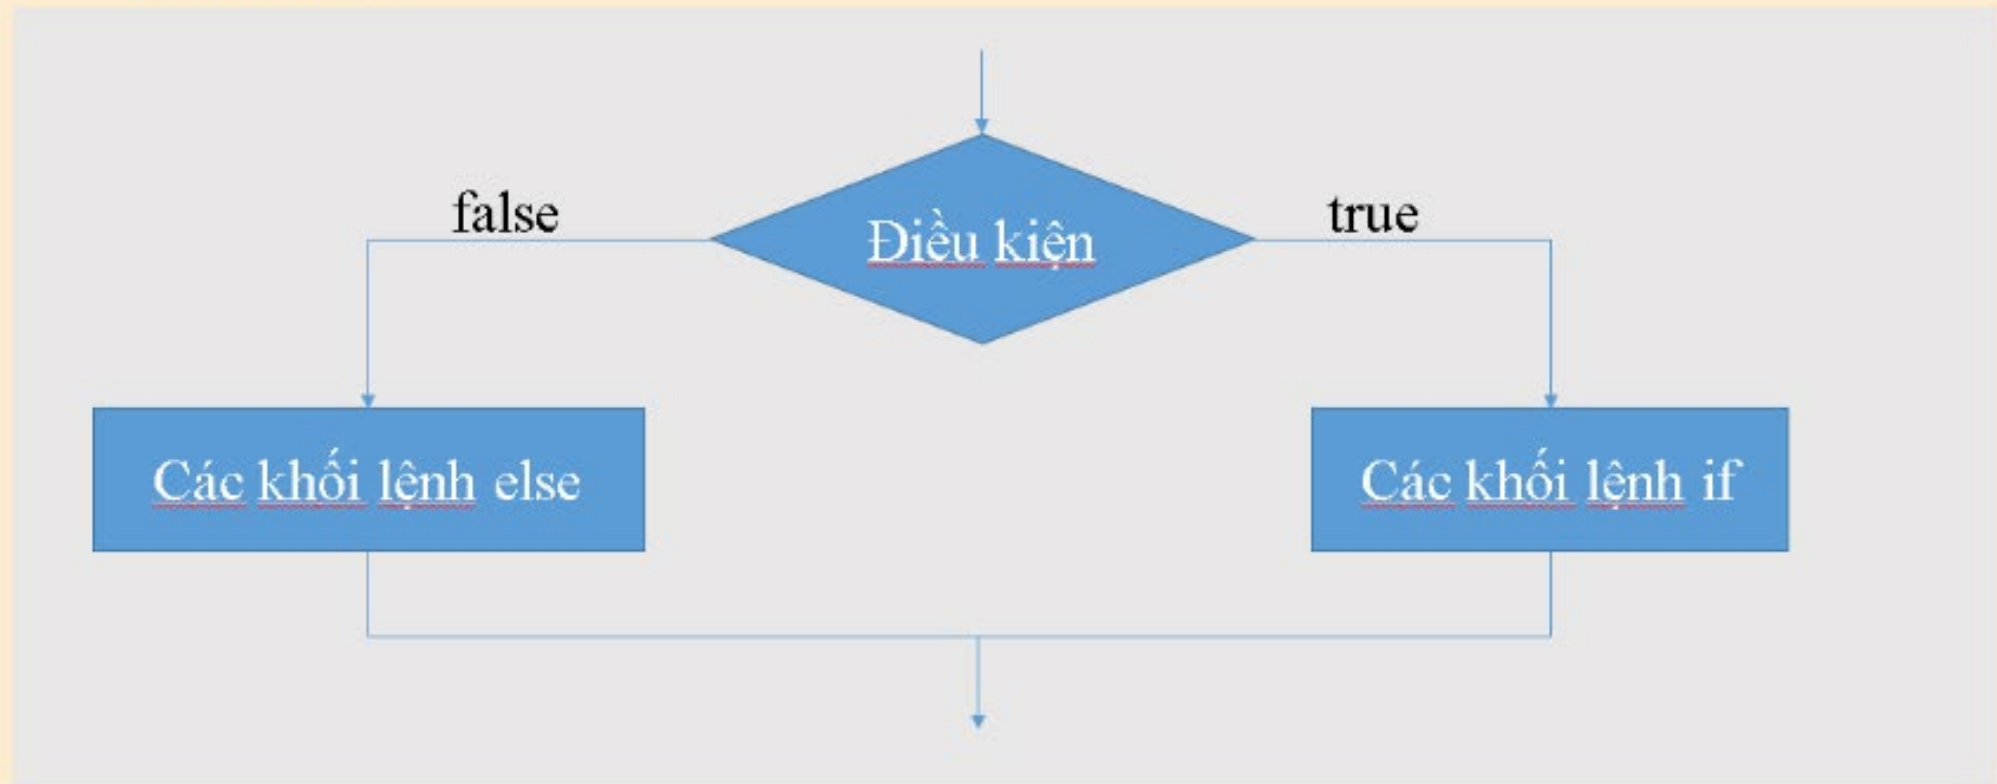 false
true
Điều kiện
Các khối lệnh else
Các khối lệnh if